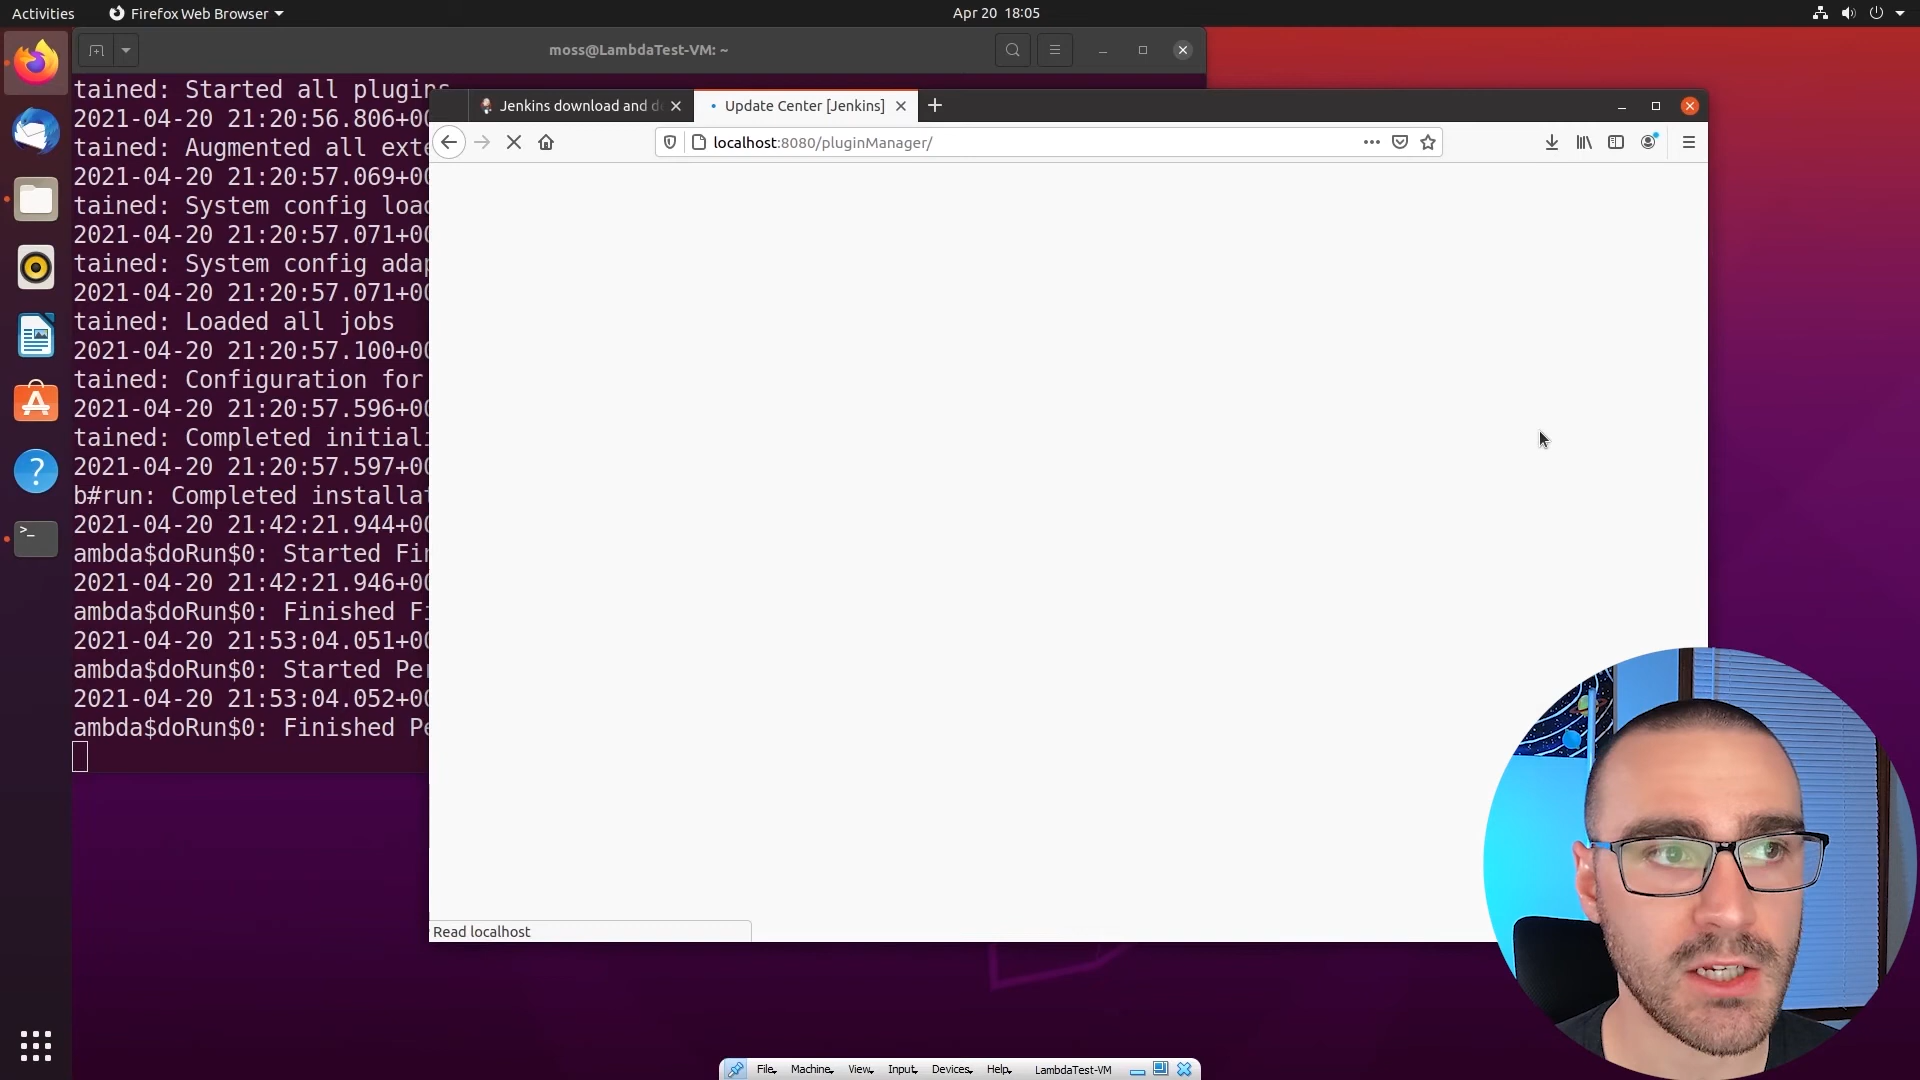 Activities
Firefox Web Browser
Apr 20 18:05
moss@LambdaTest-VM: ~
tained: Started all plugins
2021-04-20 21:20:56.806+00
tained: Augmented all exte
2021-04-20 21:20:57.069+00
tained: System config load
2021-04-20 21:20:57.071+00
tained: System config adap
2021-04-20 21:20:57.071+00
tained: Loaded all jobs
2021-04-20 21:20:57.100+00
tained: Configuration for
2021-04-20 21:20:57.596+00
tained: Completed initiali
2021-04-20 21:20:57.597+00
b#run: Completed installat
2021-04-20 21:42:21.944+00
ambda$doRun$0: Started Fin
2021-04-20 21:42:21.946+00
ambda$doRun$0: Finished Fi
2021-04-20 21:53:04.051+00
ambda$doRun$0: Started Per
2021-04-20 21:53:04.052+00
ambda$doRun$0: Finished Pe
Jenkins download and d
Update Center [Jenkins]
localhost:8080/pluginManager/
Read localhost
File Machine View Input Devices Help LambdaTest-VM